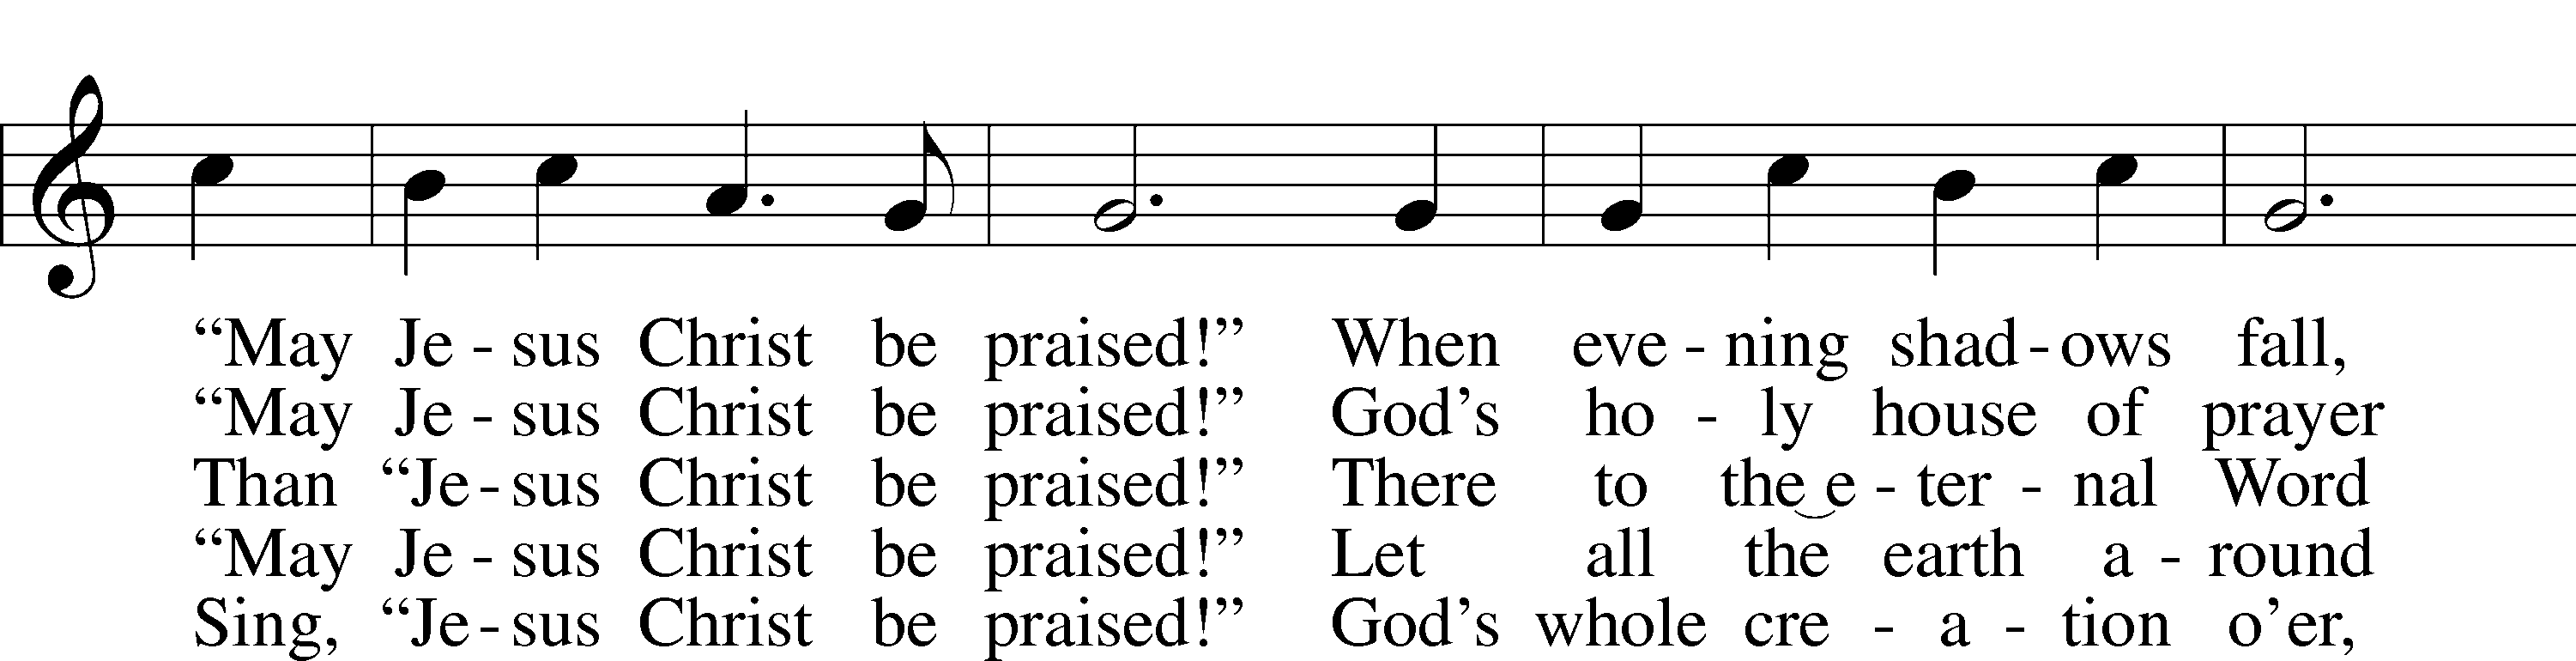 “May Je - sus Christ be praised!” When eve - ning shad - ows fall,
“May Je - sus Christ be praised!” God’s ho - ly house of prayer
Than “Je - sus Christ be praised!” There to the e - ter - nal Word
“May Je - sus Christ be praised!” Let all the earth a - round
Sing, “Je - sus Christ be praised!” God’s whole cre - a - tion o’er,